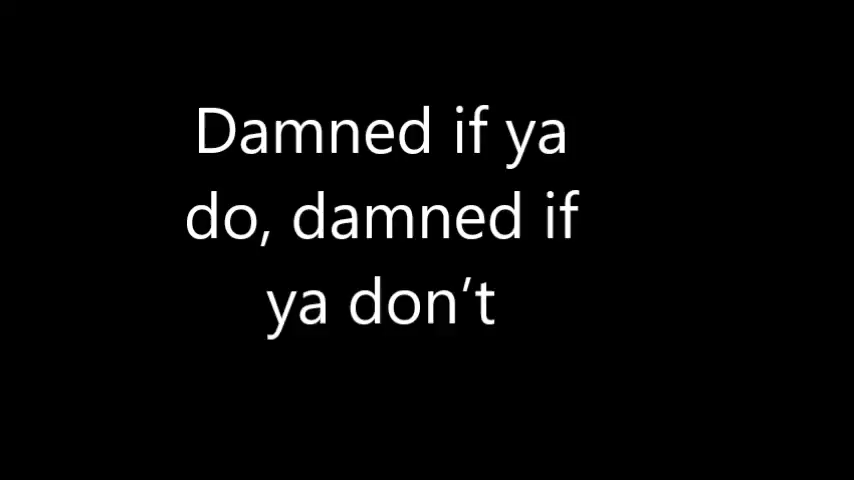 Damned if ya
do, damned if
ya don’t